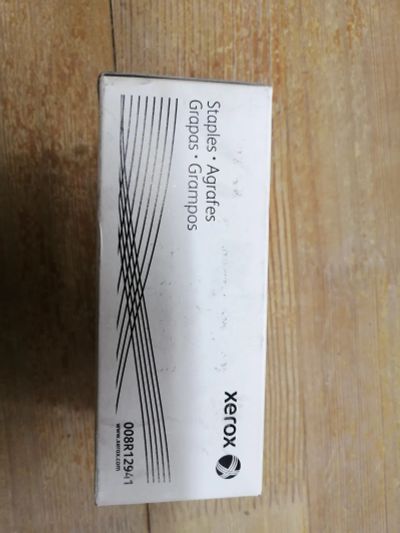 Staples • Agrafes
Grapas • Grampos
xerox
008R12941
www.xerox.com